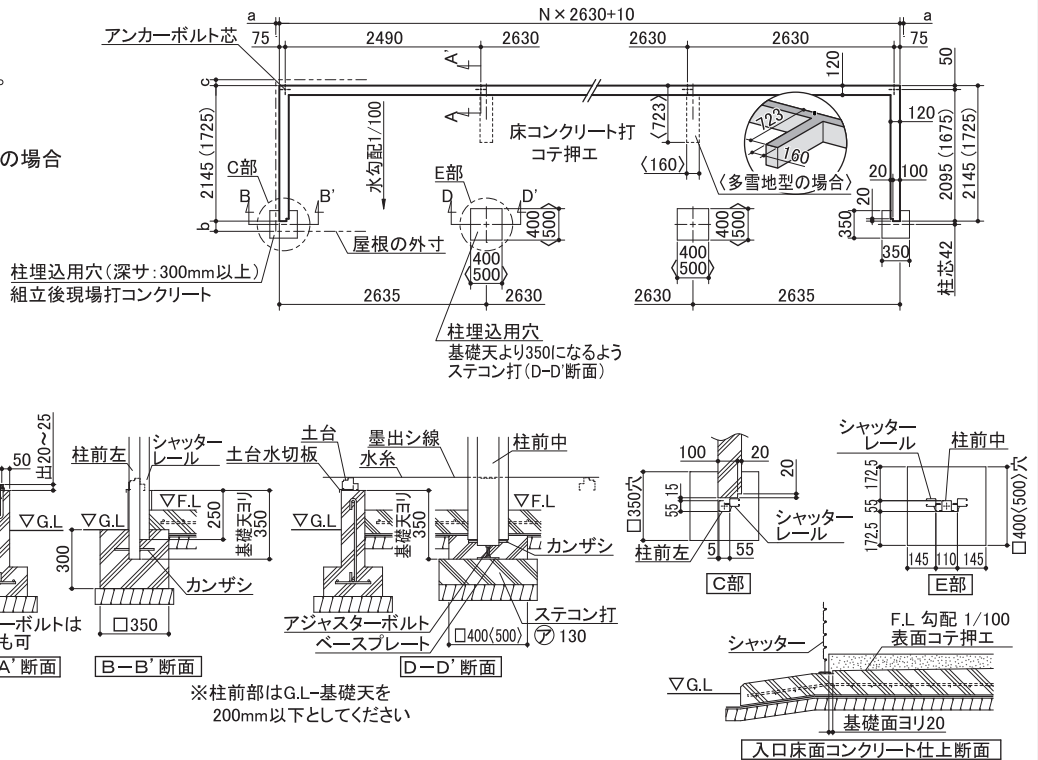 a
N×2630+10
a
アンカーボルト芯
75
2490
2630
2630
2630
75
A'
A
120
50
c
2145 (1725)
b
水勾配1/100
床コンクリート打
コテ押エ
〈723〉
〈160〉
723
160
〈多雪地型の場合〉
120
20
100
20
350
2095 (1675)
2145 (1725)
の場合
C部
B
B'
E部
D
D'
400
〈500〉
400
〈500〉
400
〈500〉
400
〈500〉
350
柱芯42
屋根の外寸
柱埋込用穴(深サ:300mm以上)
組立後現場打コンクリート
2635
2630
2630
2635
柱埋込用穴
基礎天より350になるよう
ステコン打(D-D'断面)
50
出20~25
▽G.L
ーボルトは
も可
A'断面
柱前左
シャッター
レール
▽G.L
▽F.L
300
250
基礎天ヨリ
350
カンザシ
□350
B-B'断面
土台
土台水切板
墨出シ線
水糸
柱前中
▽G.L
▽F.L
基礎天ヨリ
350
カンザシ
アジャスターボルト
ベースプレート
□400〈500〉
ステコン打
㋐130
D-D'断面
※柱前部はG.L-基礎天を
200mm以下としてください
100
20
20
□350穴
15
55
柱前左
5
55
シャッター
レール
C部
シャッター
レール
柱前中
172.5
55
172.5
145
110
145
□400〈500〉穴
E部
シャッター
F.L 勾配 1/100
表面コテ押エ
▽G.L
基礎面ヨリ20
入口床面コンクリート仕上断面